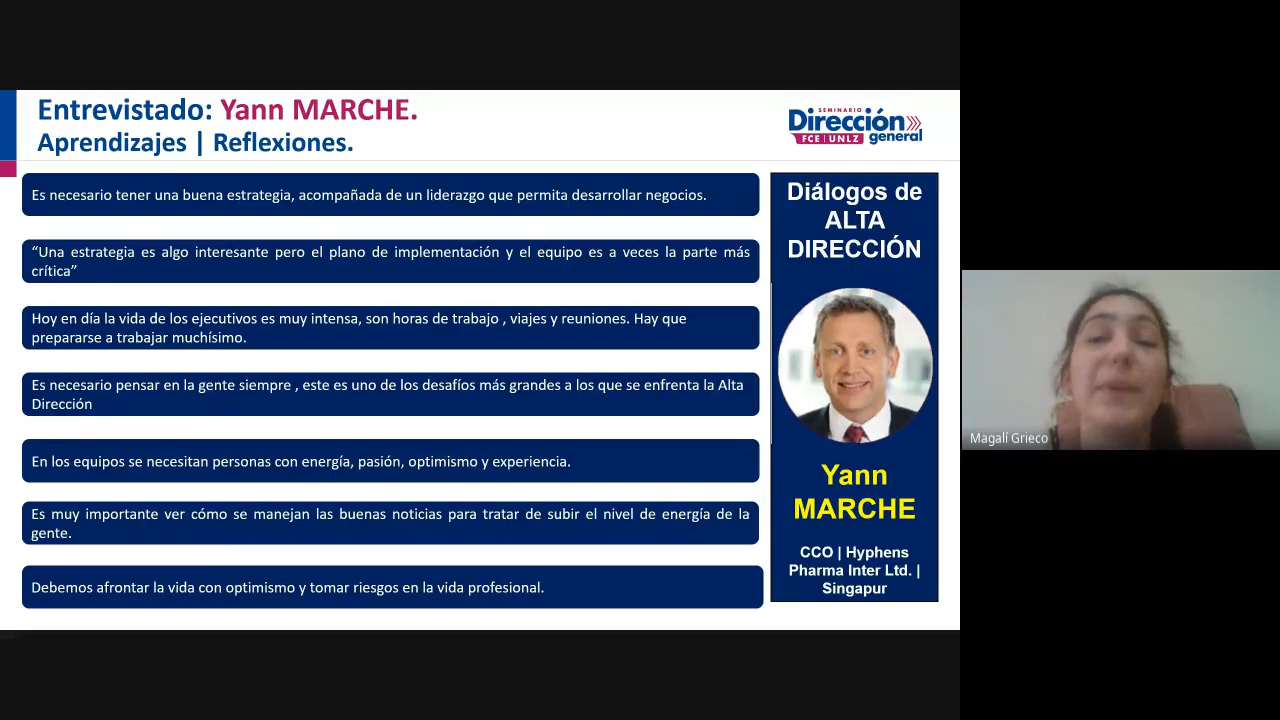 Entrevistado: Yann MARCHE.
Aprendizajes | Reflexiones.
SEMINARIO
Dirección
FCE | UNLZ general
Es necesario tener una buena estrategia, acompañada de un liderazgo que permita desarrollar negocios.
“Una estrategia es algo interesante pero el plano de implementación y el equipo es a veces la parte más
crítica”
Hoy en día la vida de los ejecutivos es muy intensa, son horas de trabajo , viajes y reuniones. Hay que
prepararse a trabajar muchísimo.
Es necesario pensar en la gente siempre , este es uno de los desafíos más grandes a los que se enfrenta la Alta
Dirección
En los equipos se necesitan personas con energía, pasión, optimismo y experiencia.
Es muy importante ver cómo se manejan las buenas noticias para tratar de subir el nivel de energía de la
gente.
Debemos afrontar la vida con optimismo y tomar riesgos en la vida profesional.
Diálogos de
ALTA
DIRECCIÓN
Yann
MARCHE
CCO | Hyphens
Pharma Inter Ltd. |
Singapur
Magalí Grieco